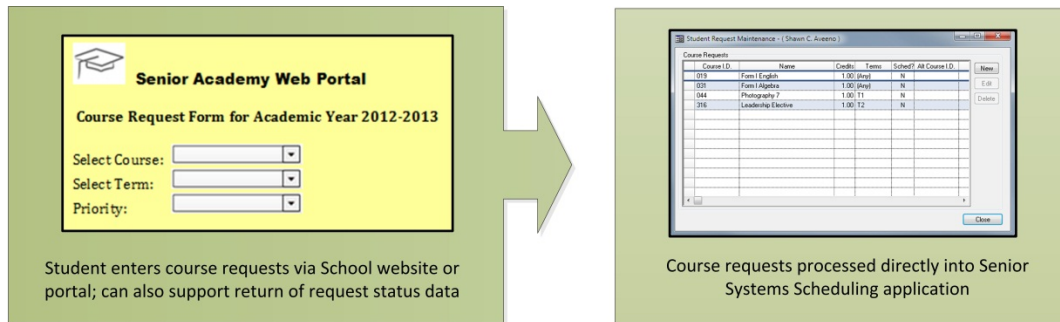 Senior Academy Web Portal
Course Request Form for Academic Year 2012-2013
Select Course:
Select Term:
Priority:
Student enters course requests via School website or
portal; can also support return of request status data
Student Request Maintenance - ( Shawn C. Aveeno )
Course Requests
Course I.D. Name Credits Terms Sched? Alt Course I.D.
019 Form I English 1.00 (Any) N
031 Form I Algebra 1.00 (Any) N
044 Photography 7 1.00 T1 N
316 Leadership Elective 1.00 T2 N
New
Edit
Delete
Close
Course requests processed directly into Senior
Systems Scheduling application